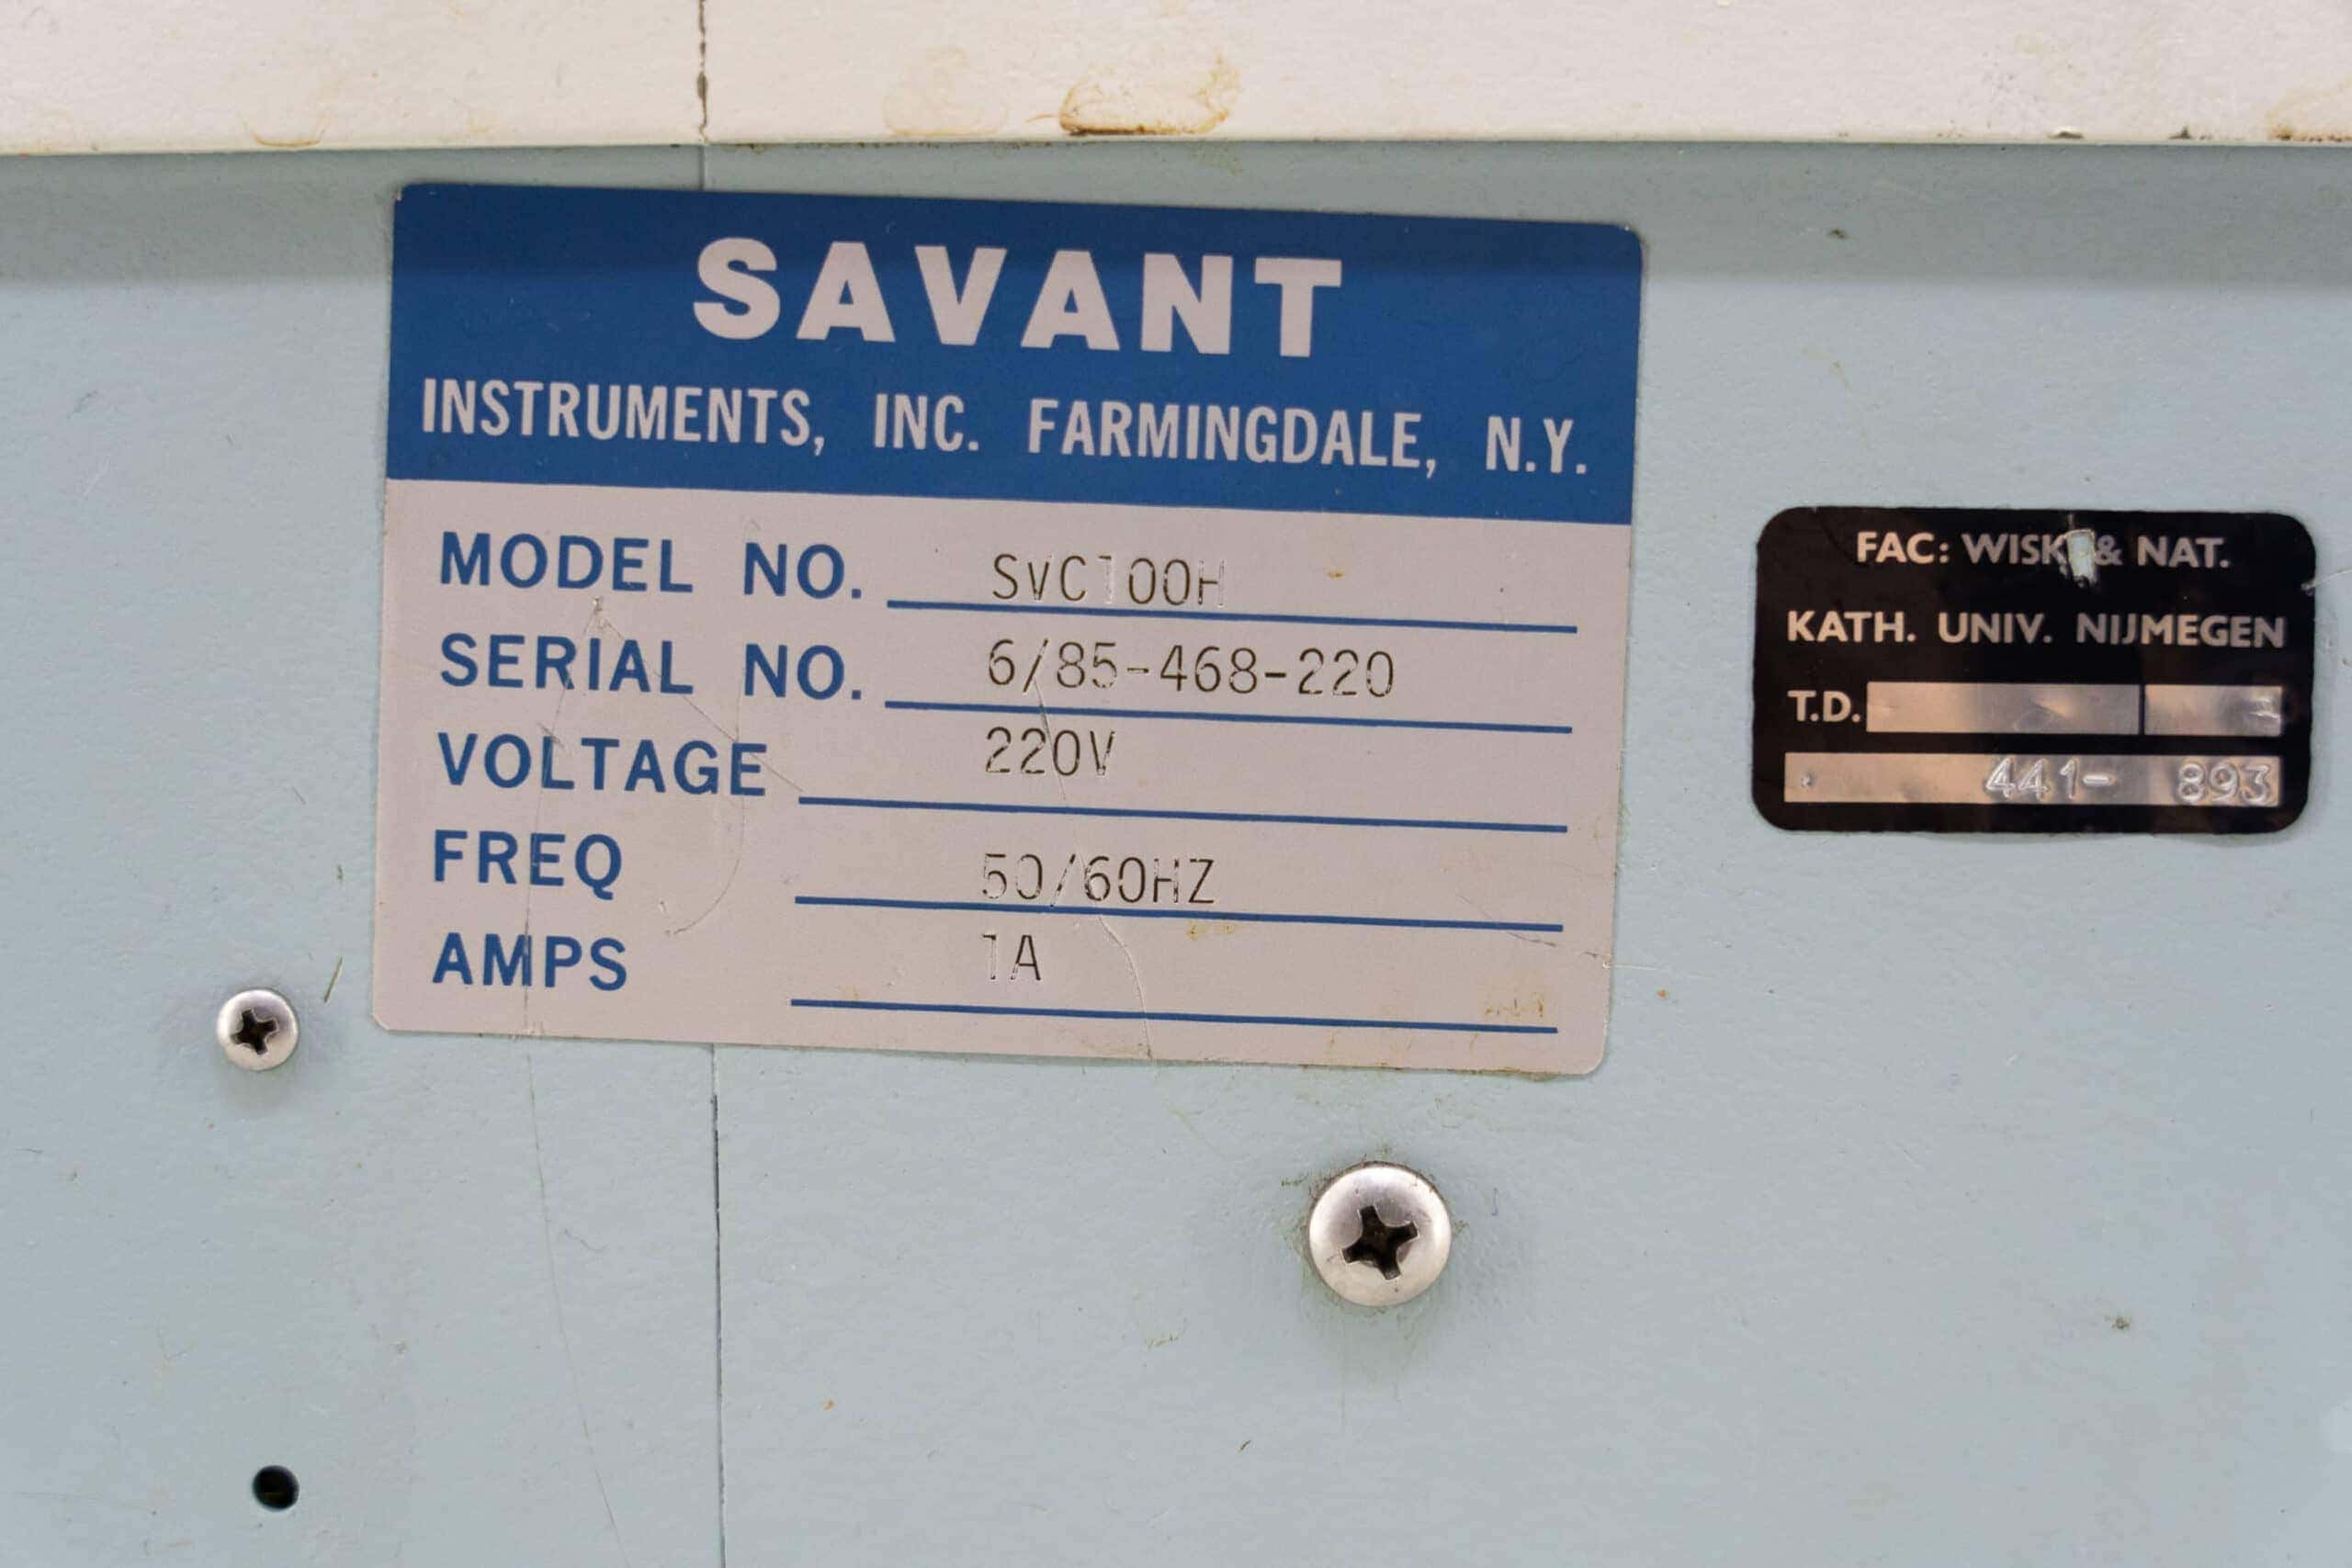 SAVANT
INSTRUMENTS, INC. FARMINGDALE, N.Y.
MODEL NO. SVC100H
SERIAL NO. 6/85-468-220
VOLTAGE 220V
FREQ 50/60HZ
AMPS 1A
FAC: WISK & NAT.
KATH. UNIV. NIJMEGEN
T.D.
441- 893